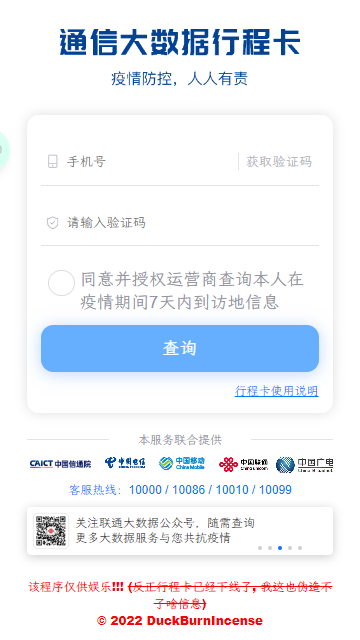 通信大数据行程卡
疫情防控，人人有责
手机号 获取验证码
请输入验证码
同意并授权运营商查询本人在
疫情期间7天内到访地信息
查询
行程卡使用说明
本服务联合提供
CAICT 中国信通院 中国电信 CHINA TELECOM 中国移动 China Mobile 中国联通 China unicom 中国广电
客服热线：10000 / 10086 / 10010 / 10099
关注联通大数据公众号，随需查询
更多大数据服务与您共抗疫情
该程序仅供娱乐!!! (反正行程卡已经下线了, 我这也伪造不
了啥信息)
© 2022 DuckBurnIncense